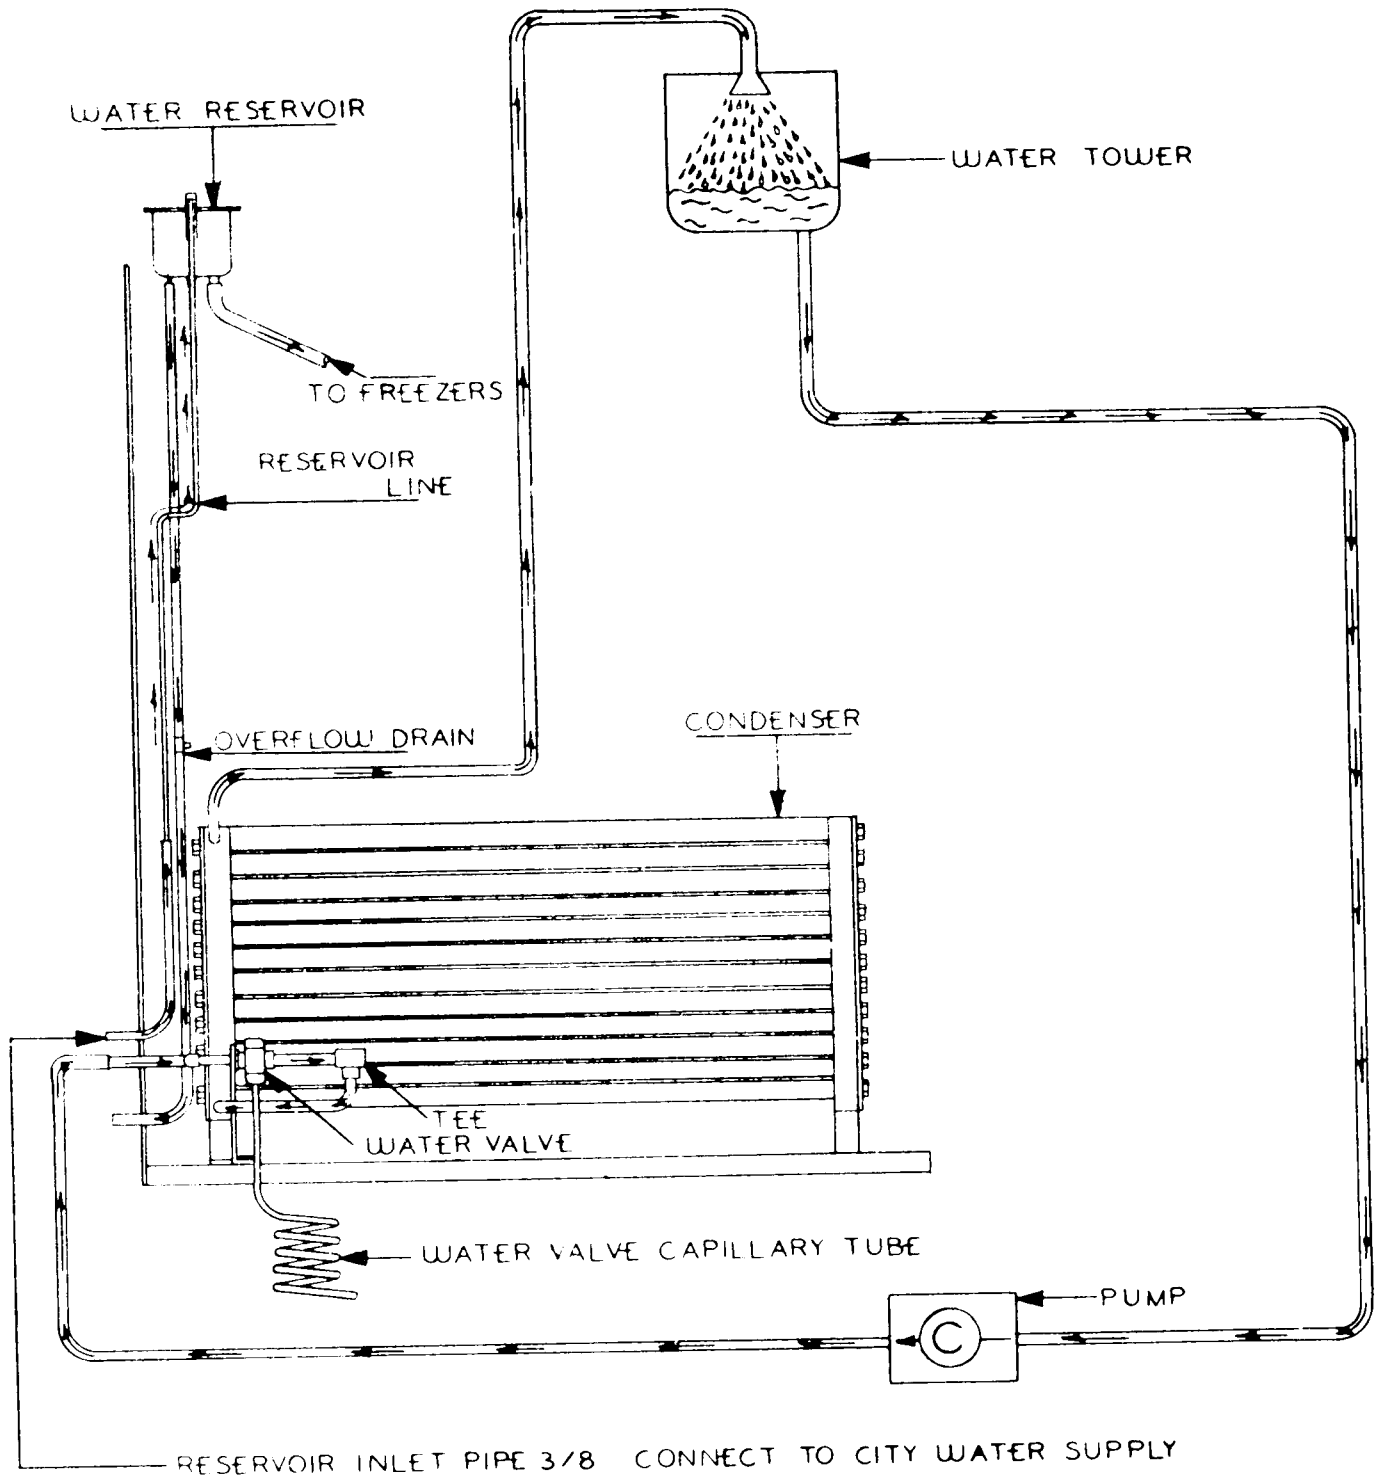 WATER RESERVOIR
WATER TOWER
TO FREEZERS
RESERVOIR
LINE
OVERFLOW DRAIN
CONDENSER
TEE
WATER VALVE
WATER VALVE CAPILLARY TUBE
PUMP
C
RESERVOIR INLET PIPE 3/8 CONNECT TO CITY WATER SUPPLY